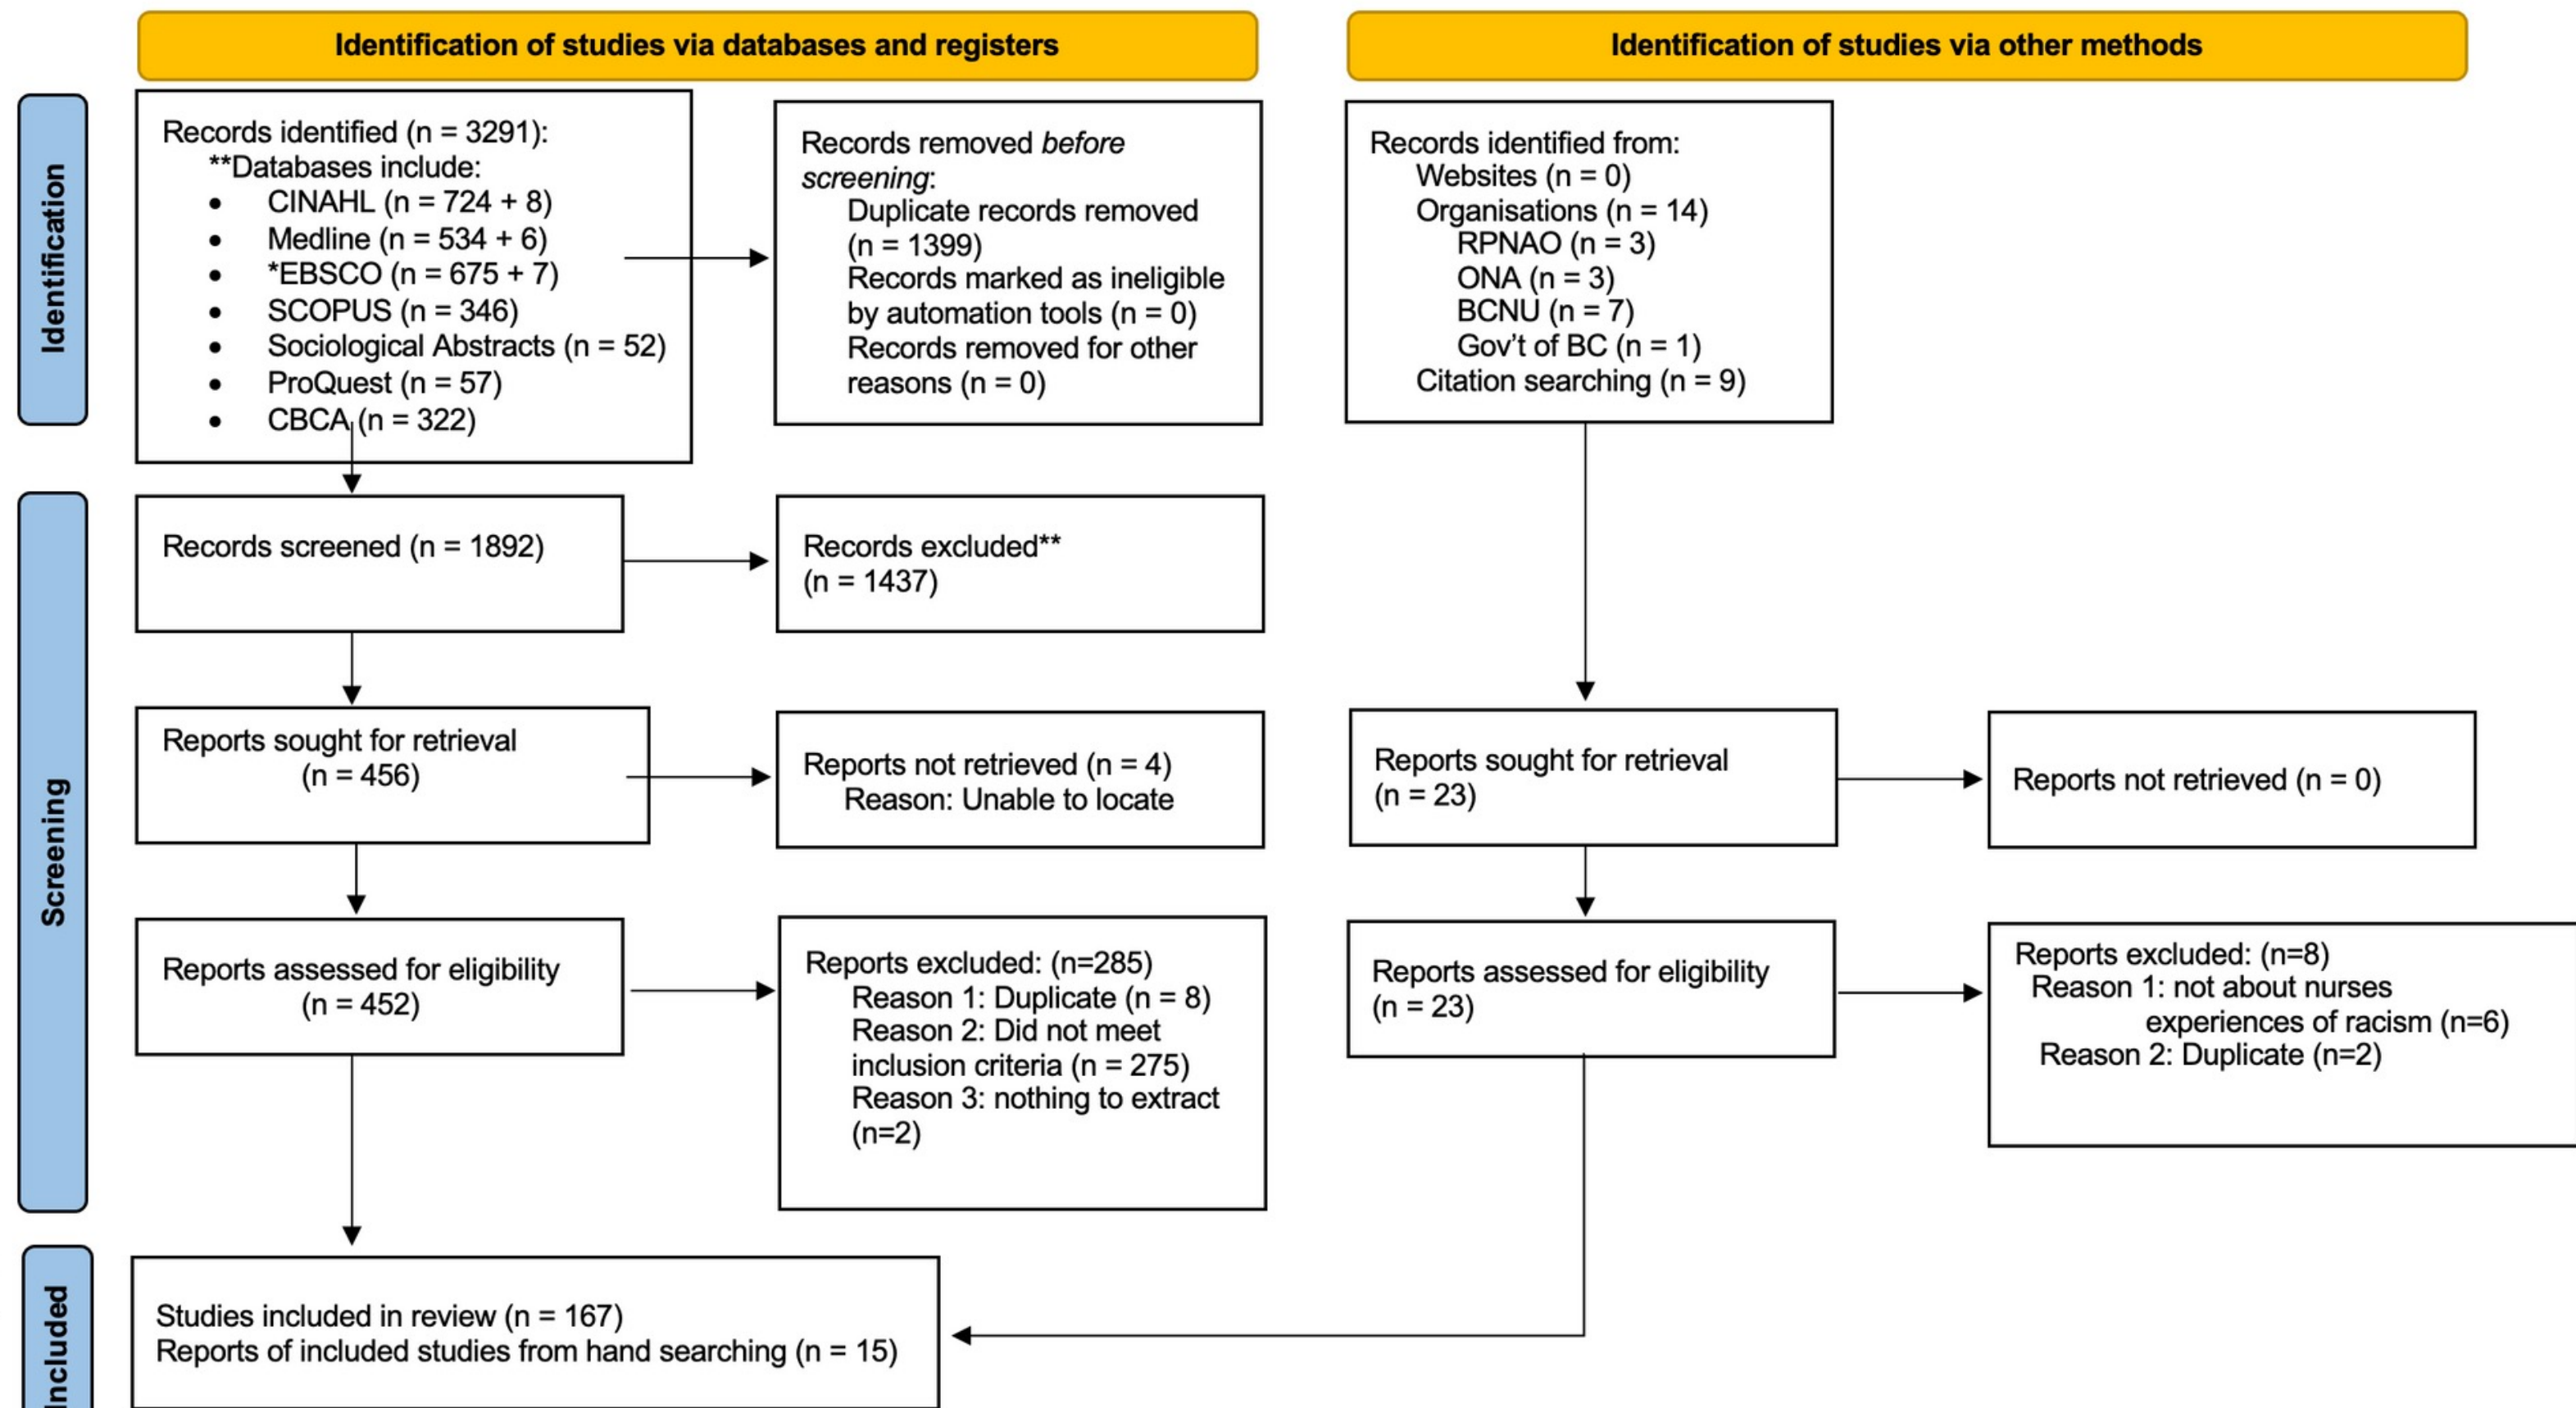 Identification of studies via databases and registers
Identification of studies via other methods
Identification
Records identified (n = 3291):
**Databases include:
• CINAHL (n = 724 + 8)
• Medline (n = 534 + 6)
• *EBSCO (n = 675 + 7)
• SCOPUS (n = 346)
• Sociological Abstracts (n = 52)
• ProQuest (n = 57)
• CBCA (n = 322)
Records removed before
screening:
Duplicate records removed
(n = 1399)
Records marked as ineligible
by automation tools (n = 0)
Records removed for other
reasons (n = 0)
Records identified from:
Websites (n = 0)
Organisations (n = 14)
RPNAO (n = 3)
ONA (n = 3)
BCNU (n = 7)
Gov't of BC (n = 1)
Citation searching (n = 9)
Screening
Records screened (n = 1892)
Records excluded**
(n = 1437)
Reports sought for retrieval
(n = 456)
Reports not retrieved (n = 4)
Reason: Unable to locate
Reports sought for retrieval
(n = 23)
Reports not retrieved (n = 0)
Reports assessed for eligibility
(n = 452)
Reports excluded: (n=285)
Reason 1: Duplicate (n = 8)
Reason 2: Did not meet
inclusion criteria (n = 275)
Reason 3: nothing to extract
(n=2)
Reports assessed for eligibility
(n = 23)
Reports excluded: (n=8)
Reason 1: not about nurses
experiences of racism (n=6)
Reason 2: Duplicate (n=2)
Included
Studies included in review (n = 167)
Reports of included studies from hand searching (n = 15)